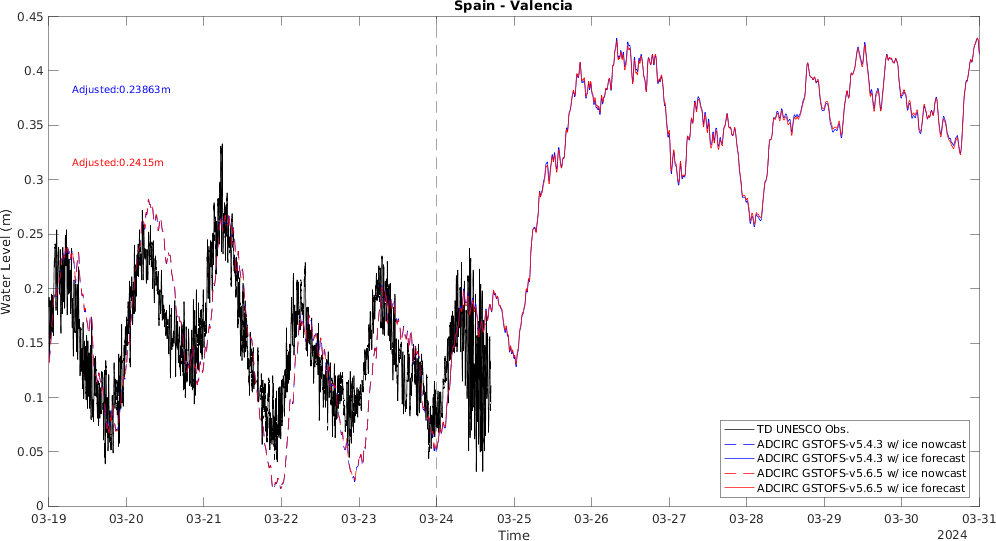 Spain - Valencia
0.45
0.4
0.35
0.3
0.25
0.2
0.15
0.1
0.05
0
Water Level (m)
Adjusted:0.23863m
Adjusted:0.2415m
TD UNESCO Obs.
ADCIRC GSTOFS-v5.4.3 w/ ice nowcast
ADCIRC GSTOFS-v5.4.3 w/ ice forecast
ADCIRC GSTOFS-v5.6.5 w/ ice nowcast
ADCIRC GSTOFS-v5.6.5 w/ ice forecast
03-19 03-20 03-21 03-22 03-23 03-24 03-25 03-26 03-27 03-28 03-29 03-30 03-31
Time
2024